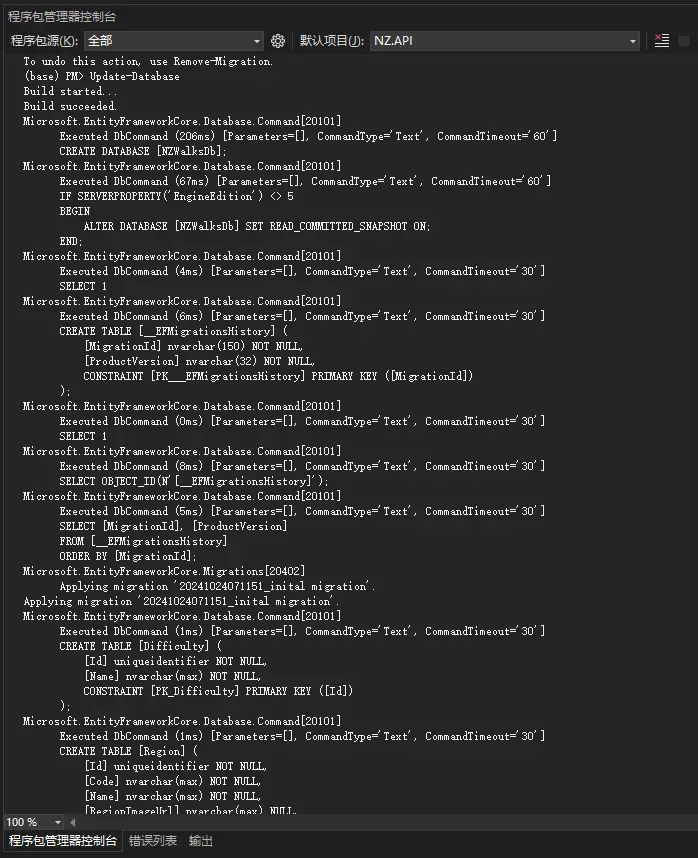 程序包管理器控制台
程序包源(K): 全部 默认项目(J): NZ.API
To undo this action, use Remove-Migration.
(base) PM> Update-Database
Build started...
Build succeeded.
Microsoft.EntityFrameworkCore.Database.Command[20101]
Executed DbCommand (206ms) [Parameters=[], CommandType='Text', CommandTimeout='60']
CREATE DATABASE [NZWalksDb];
Microsoft.EntityFrameworkCore.Database.Command[20101]
Executed DbCommand (67ms) [Parameters=[], CommandType='Text', CommandTimeout='60']
IF SERVERPROPERTY('EngineEdition') <> 5
BEGIN
ALTER DATABASE [NZWalksDb] SET READ_COMMITTED_SNAPSHOT ON;
END;
Microsoft.EntityFrameworkCore.Database.Command[20101]
Executed DbCommand (4ms) [Parameters=[], CommandType='Text', CommandTimeout='30']
SELECT 1
Microsoft.EntityFrameworkCore.Database.Command[20101]
Executed DbCommand (6ms) [Parameters=[], CommandType='Text', CommandTimeout='30']
CREATE TABLE [__EFMigrationsHistory] (
[MigrationId] nvarchar(150) NOT NULL,
[ProductVersion] nvarchar(32) NOT NULL,
CONSTRAINT [PK___EFMigrationsHistory] PRIMARY KEY ([MigrationId])
);
Microsoft.EntityFrameworkCore.Database.Command[20101]
Executed DbCommand (0ms) [Parameters=[], CommandType='Text', CommandTimeout='30']
SELECT 1
Microsoft.EntityFrameworkCore.Database.Command[20101]
Executed DbCommand (8ms) [Parameters=[], CommandType='Text', CommandTimeout='30']
SELECT OBJECT_ID(N'[__EFMigrationsHistory]');
Microsoft.EntityFrameworkCore.Database.Command[20101]
Executed DbCommand (5ms) [Parameters=[], CommandType='Text', CommandTimeout='30']
SELECT [MigrationId], [ProductVersion]
FROM [__EFMigrationsHistory]
ORDER BY [MigrationId];
Microsoft.EntityFrameworkCore.Migrations[20402]
Applying migration '20241024071151_inital migration'.
Applying migration '20241024071151_inital migration'.
Microsoft.EntityFrameworkCore.Database.Command[20101]
Executed DbCommand (1ms) [Parameters=[], CommandType='Text', CommandTimeout='30']
CREATE TABLE [Difficulty] (
[Id] uniqueidentifier NOT NULL,
[Name] nvarchar(max) NOT NULL,
CONSTRAINT [PK_Difficulty] PRIMARY KEY ([Id])
);
Microsoft.EntityFrameworkCore.Database.Command[20101]
Executed DbCommand (1ms) [Parameters=[], CommandType='Text', CommandTimeout='30']
CREATE TABLE [Region] (
[Id] uniqueidentifier NOT NULL,
[Code] nvarchar(max) NOT NULL,
[Name] nvarchar(max) NOT NULL,
[RegionImageUrl] nvarchar(max) NULL,
100 %
程序包管理器控制台 错误列表 输出